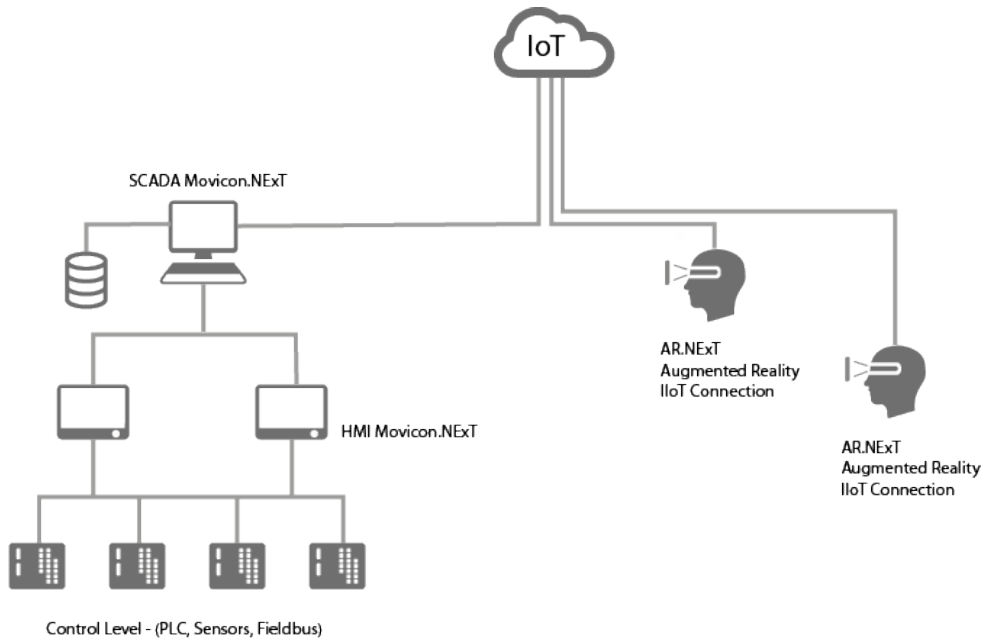 IoT
SCADA Movicon.NExT
AR.NExT
Augmented Reality
IIoT Connection
HMI Movicon.NExT
AR.NExT
Augmented Reality
IIoT Connection
Control Level - (PLC, Sensors, Fieldbus)